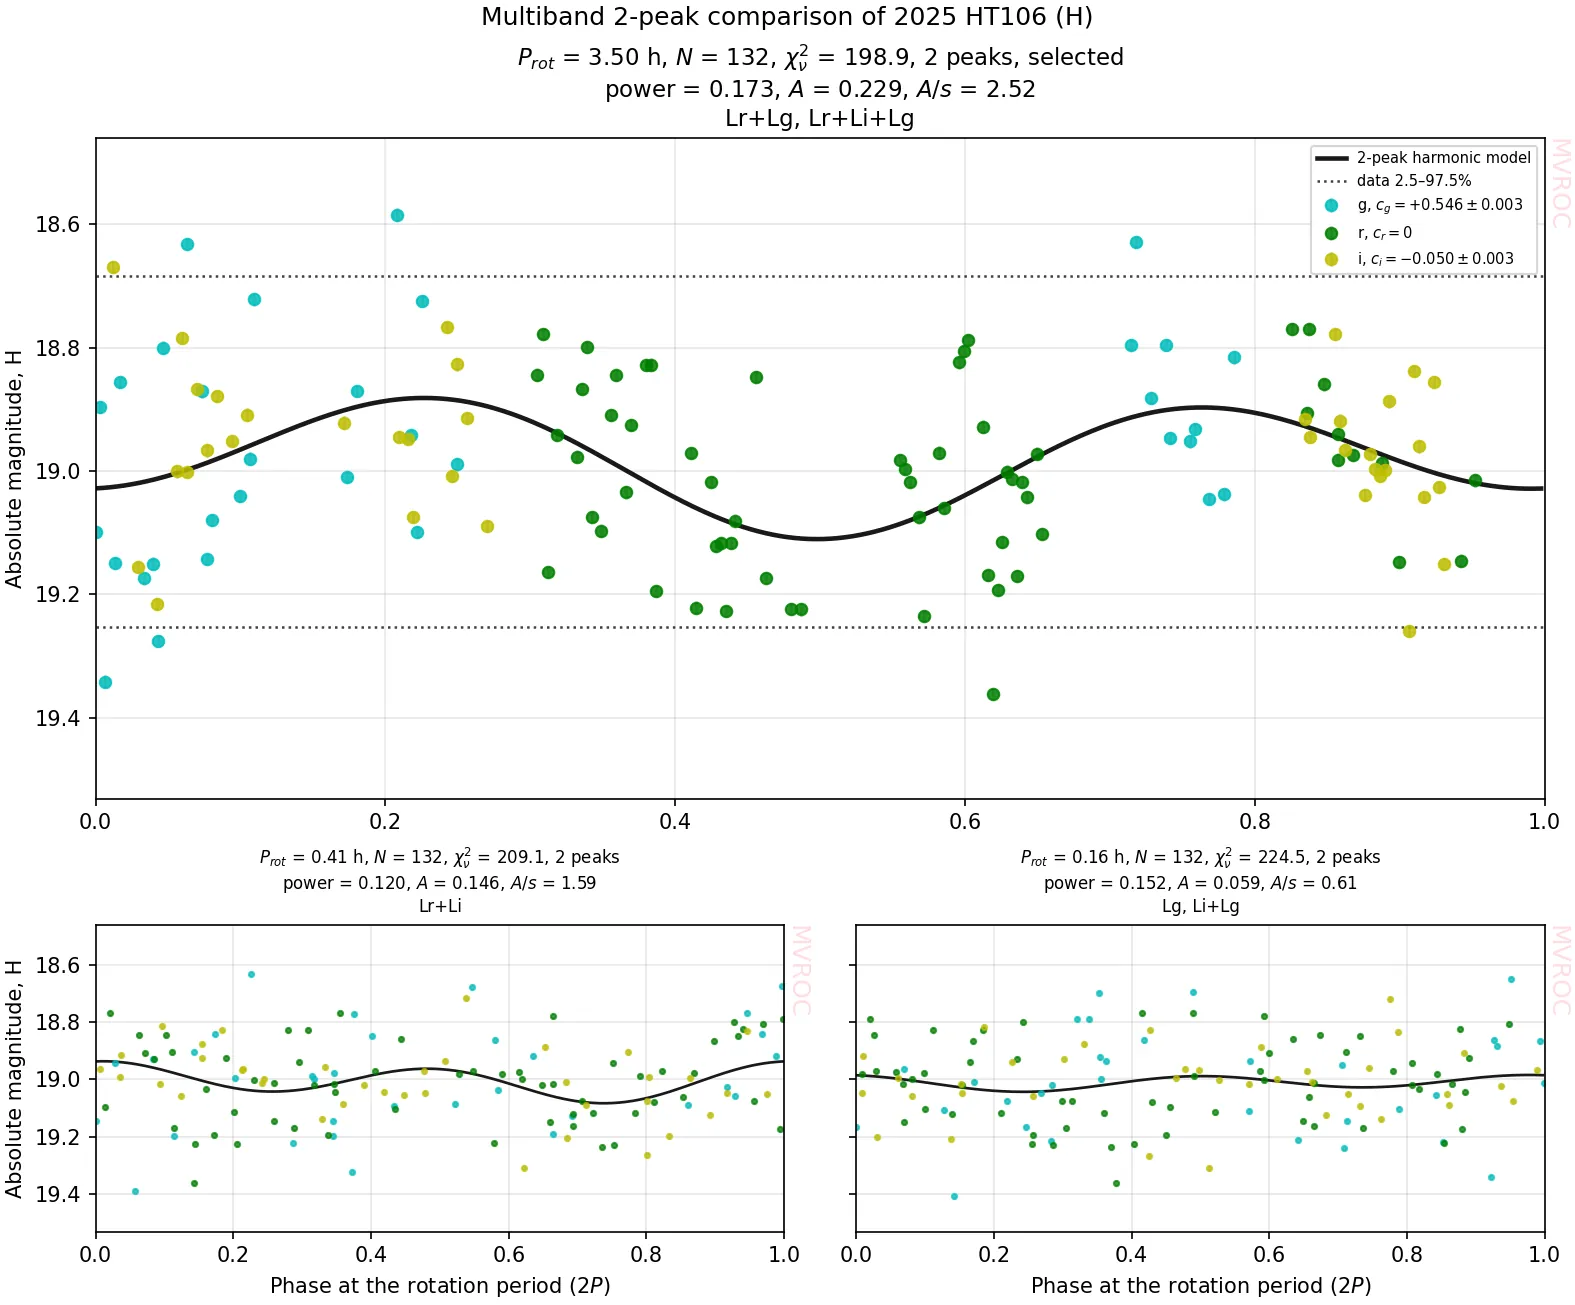 Multiband 2-peak comparison of 2025 HT106 (H)
P_rot = 3.50 h, N = 132, χ²_ν = 198.9, 2 peaks, selected
power = 0.173, A = 0.229, A/s = 2.52
Lr+Lg, Lr+Li+Lg
2-peak harmonic model
data 2.5–97.5%
g, c_g = +0.546 ± 0.003
r, c_r = 0
i, c_i = −0.050 ± 0.003
MVROC
Absolute magnitude, H
18.6
18.8
19.0
19.2
19.4
0.0 0.2 0.4 0.6 0.8 1.0
P_rot = 0.41 h, N = 132, χ²_ν = 209.1, 2 peaks
power = 0.120, A = 0.146, A/s = 1.59
Lr+Li
MVROC
Absolute magnitude, H
18.6
18.8
19.0
19.2
19.4
0.0 0.2 0.4 0.6 0.8 1.0
Phase at the rotation period (2P)
P_rot = 0.16 h, N = 132, χ²_ν = 224.5, 2 peaks
power = 0.152, A = 0.059, A/s = 0.61
Lg, Li+Lg
MVROC
0.0 0.2 0.4 0.6 0.8 1.0
Phase at the rotation period (2P)